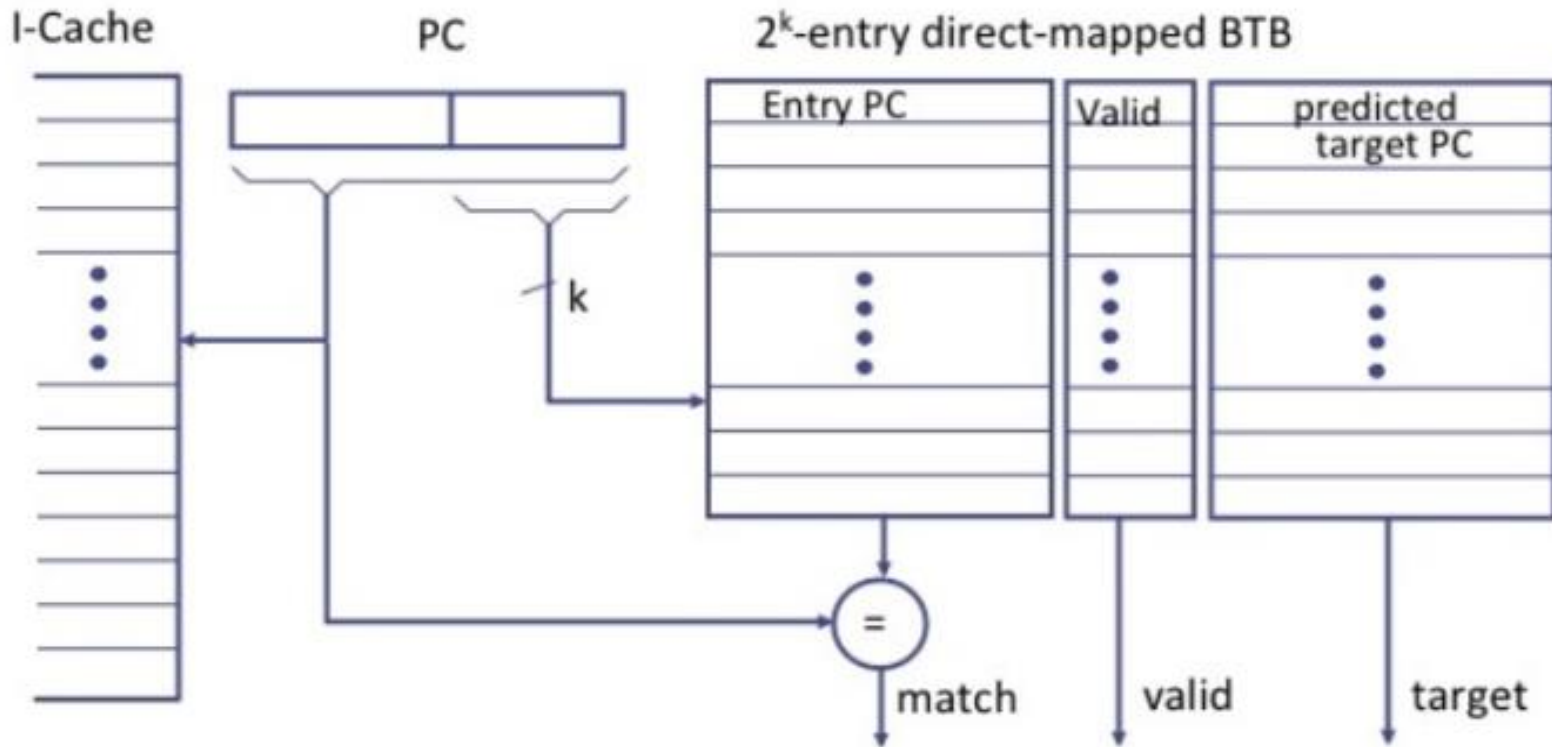 I-Cache
PC
2ᵏ-entry direct-mapped BTB
Entry PC
Valid
predicted
target PC
k
=
match
valid
target